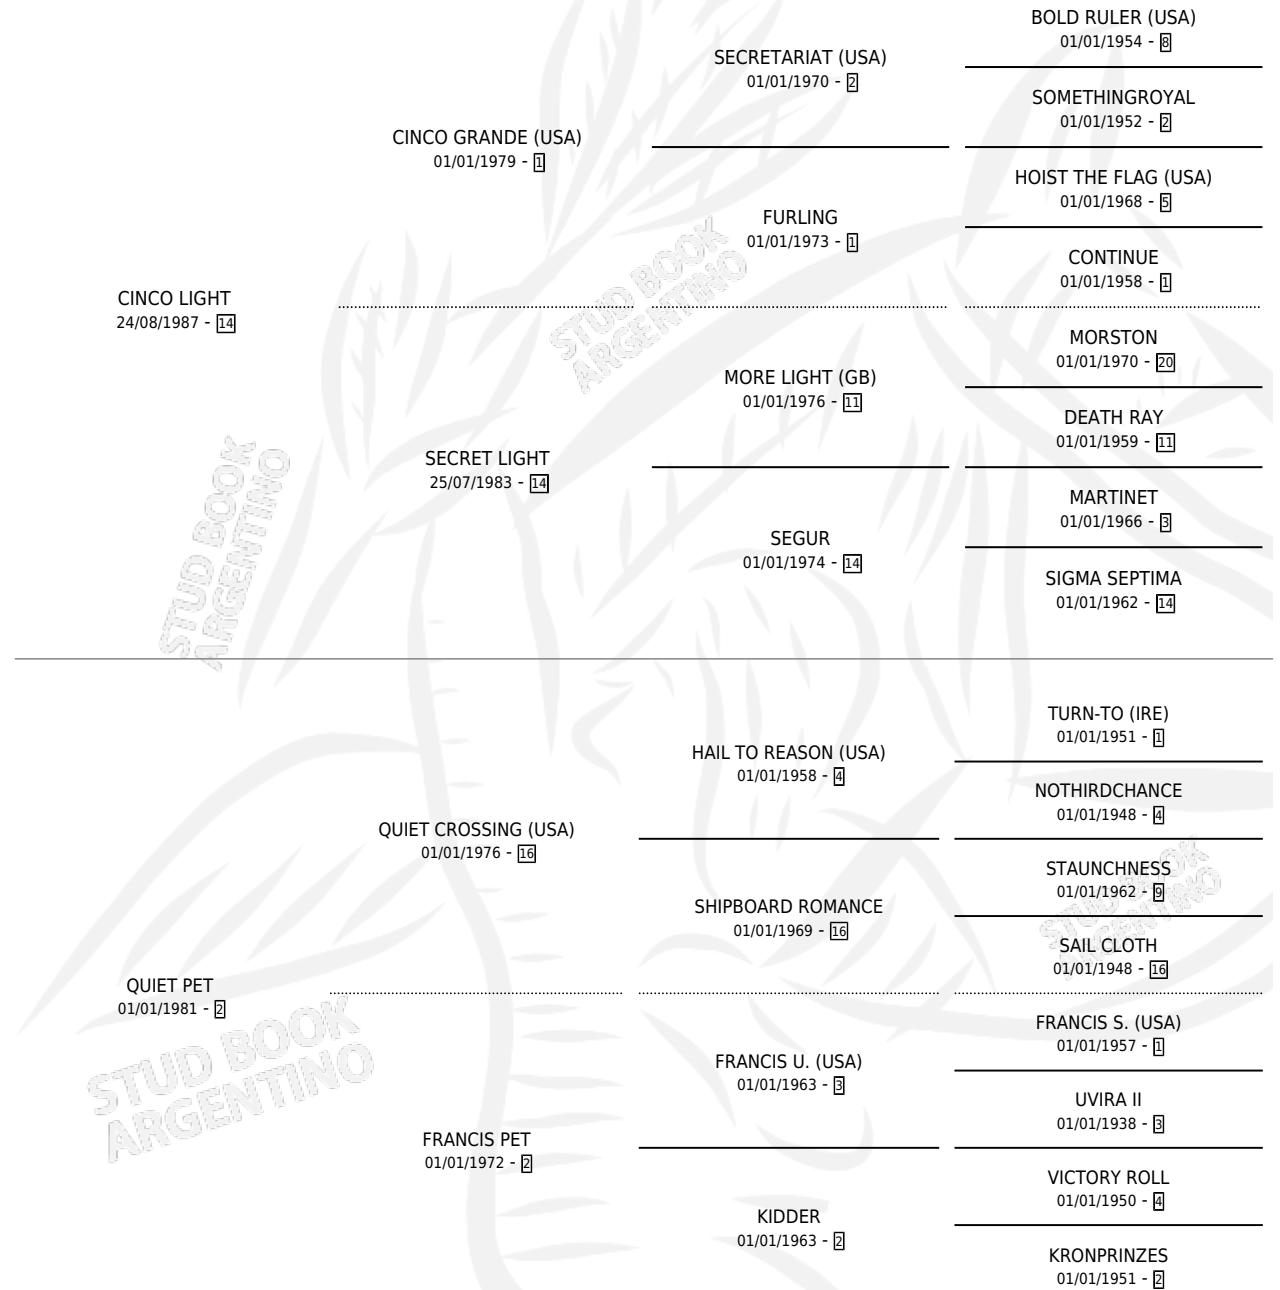 BOLD RULER (USA)
01/01/1954 - 8
SECRETARIAT (USA)
01/01/1970 - 2
SOMETHINGROYAL
01/01/1952 - 2
CINCO GRANDE (USA)
01/01/1979 - 1
HOIST THE FLAG (USA)
01/01/1968 - 5
FURLING
01/01/1973 - 1
CONTINUE
01/01/1958 - 1
CINCO LIGHT
24/08/1987 - 14
STUD BOOK
ARGENTINO
MORSTON
01/01/1970 - 20
MORE LIGHT (GB)
01/01/1976 - 11
DEATH RAY
01/01/1959 - 11
SECRET LIGHT
25/07/1983 - 14
MARTINET
01/01/1966 - 3
SEGUR
01/01/1974 - 14
SIGMA SEPTIMA
01/01/1962 - 14
STUD BOOK
ARGENTINO
TURN-TO (IRE)
01/01/1951 - 1
HAIL TO REASON (USA)
01/01/1958 - 4
NOTHIRDCHANCE
01/01/1948 - 4
QUIET CROSSING (USA)
01/01/1976 - 16
STAUNCHNESS
01/01/1962 - 9
SHIPBOARD ROMANCE
01/01/1969 - 16
STUD BOOK
ARGENTINO
SAIL CLOTH
01/01/1948 - 16
QUIET PET
01/01/1981 - 2
STUD BOOK
ARGENTINO
FRANCIS S. (USA)
01/01/1957 - 1
FRANCIS U. (USA)
01/01/1963 - 3
UVIRA II
01/01/1938 - 3
FRANCIS PET
01/01/1972 - 2
VICTORY ROLL
01/01/1950 - 4
KIDDER
01/01/1963 - 2
KRONPRINZES
01/01/1951 - 2